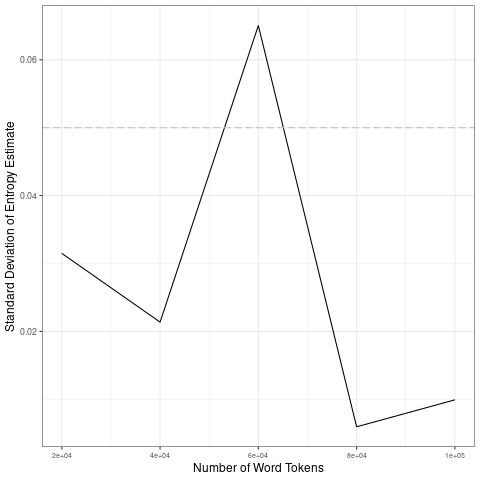 Standard Deviation of Entropy Estimate
0.06
0.04
0.02
2e+04 4e+04 6e+04 8e+04 1e+05
Number of Word Tokens